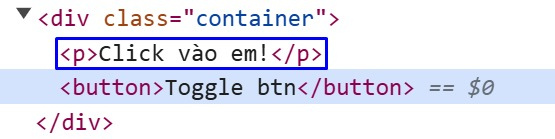 ▼<div class="container">
<p>Click vào em!</p>
<button>Toggle btn</button> == $0
</div>